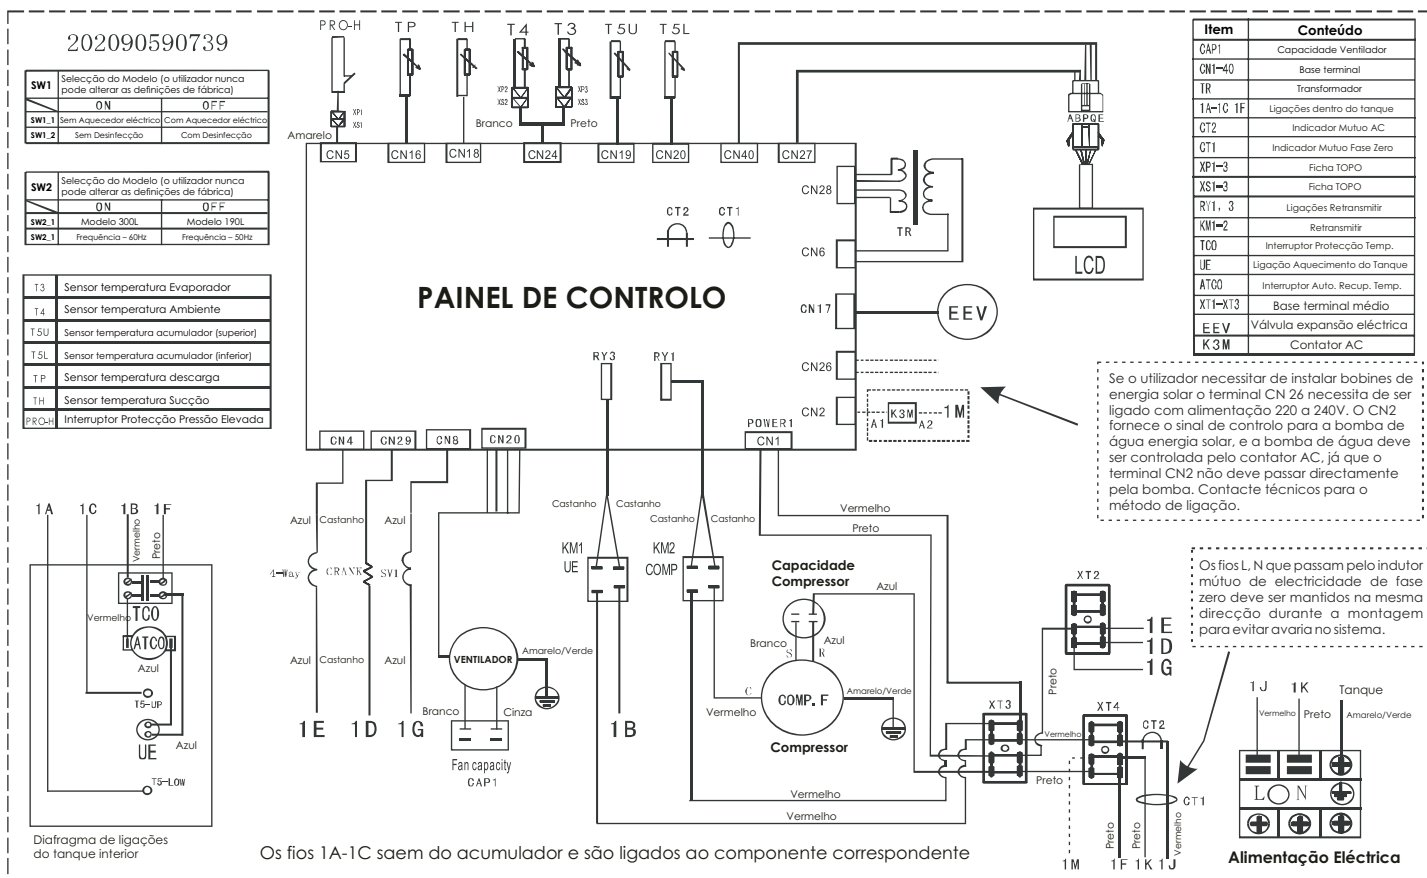 202090590739
SW1 Selecção do Modelo (o utilizador nunca
pode alterar as definições de fábrica)
ON OFF
SW1_1 Sem Aquecedor eléctrico Com Aquecedor eléctrico
SW1_2 Sem Desinfecção Com Desinfecção
SW2 Selecção do Modelo (o utilizador nunca
pode alterar as definições de fábrica)
ON OFF
SW2_1 Modelo 300L Modelo 190L
SW2_1 Frequência – 60Hz Frequência – 50Hz
T3 Sensor temperatura Evaporador
T4 Sensor temperatura Ambiente
T5U Sensor temperatura acumulador (superior)
T5L Sensor temperatura acumulador (inferior)
TP Sensor temperatura descarga
TH Sensor temperatura Sucção
PRO-H Interruptor Protecção Pressão Elevada
PRO-H TP TH T4 T3 T5U T5L
XP1
XS1
XP2
XS2
XP3
XS3
Amarelo Branco Preto
CN5 CN16 CN18 CN24 CN19 CN20 CN40 CN27
CT2 CT1
PAINEL DE CONTROLO
CN28
TR
CN6
CN17
EEV
CN26
CN2
A1 K3M A2 1M
RY3 RY1
POWER1
CN4 CN29 CN8 CN20 CN1
ABPQE
LCD
Item Conteúdo
CAP1 Capacidade Ventilador
CN1-40 Base terminal
TR Transformador
1A-1C 1F Ligações dentro do tanque
CT2 Indicador Mutuo AC
CT1 Indicador Mutuo Fase Zero
XP1-3 Ficha TOPO
XS1-3 Ficha TOPO
RY1, 3 Ligações Retransmitir
KM1-2 Retransmitir
TCO Interruptor Protecção Temp.
UE Ligação Aquecimento do Tanque
ATCO Interruptor Auto. Recup. Temp.
XT1-XT3 Base terminal médio
EEV Válvula expansão eléctrica
K3M Contator AC
Se o utilizador necessitar de instalar bobines de
energia solar o terminal CN 26 necessita de ser
ligado com alimentação 220 a 240V. O CN2
fornece o sinal de controlo para a bomba de
água energia solar, e a bomba de água deve
ser controlada pelo contator AC, já que o
terminal CN2 não deve passar directamente
pela bomba. Contacte técnicos para o
método de ligação.
Os fios L, N que passam pelo indutor
mútuo de electricidade de fase
zero deve ser mantidos na mesma
direcção durante a montagem
para evitar avaria no sistema.
1A 1C 1B 1F
Vermelho
Preto
TCO
Vermelho
ATCO
Azul
T5-UP
UE
Azul
T5-LOW
Diafragma de ligações
do tanque interior
Azul Castanho Azul
4-Way CRANK SV1
Azul Castanho Azul
1E 1D 1G
VENTILADOR
Amarelo/Verde
Branco Cinza
Fan capacity
CAP1
Castanho Castanho
KM1
UE
1B
Castanho Castanho
KM2
COMP
Vermelho
Preto
Capacidade
Compressor
Azul
Branco Azul
S R
C
COMP. F
Vermelho
Amarelo/Verde
Compressor
XT2
1E
1D
1G
Preto
XT3
Vermelho
Preto
XT4
CT2
CT1
Vermelho
Vermelho
Preto
Preto
Vermelho
1M 1F 1K 1J
1J 1K Tanque
Vermelho Preto Amarelo/Verde
L N
Alimentação Eléctrica
Os fios 1A-1C saem do acumulador e são ligados ao componente correspondente